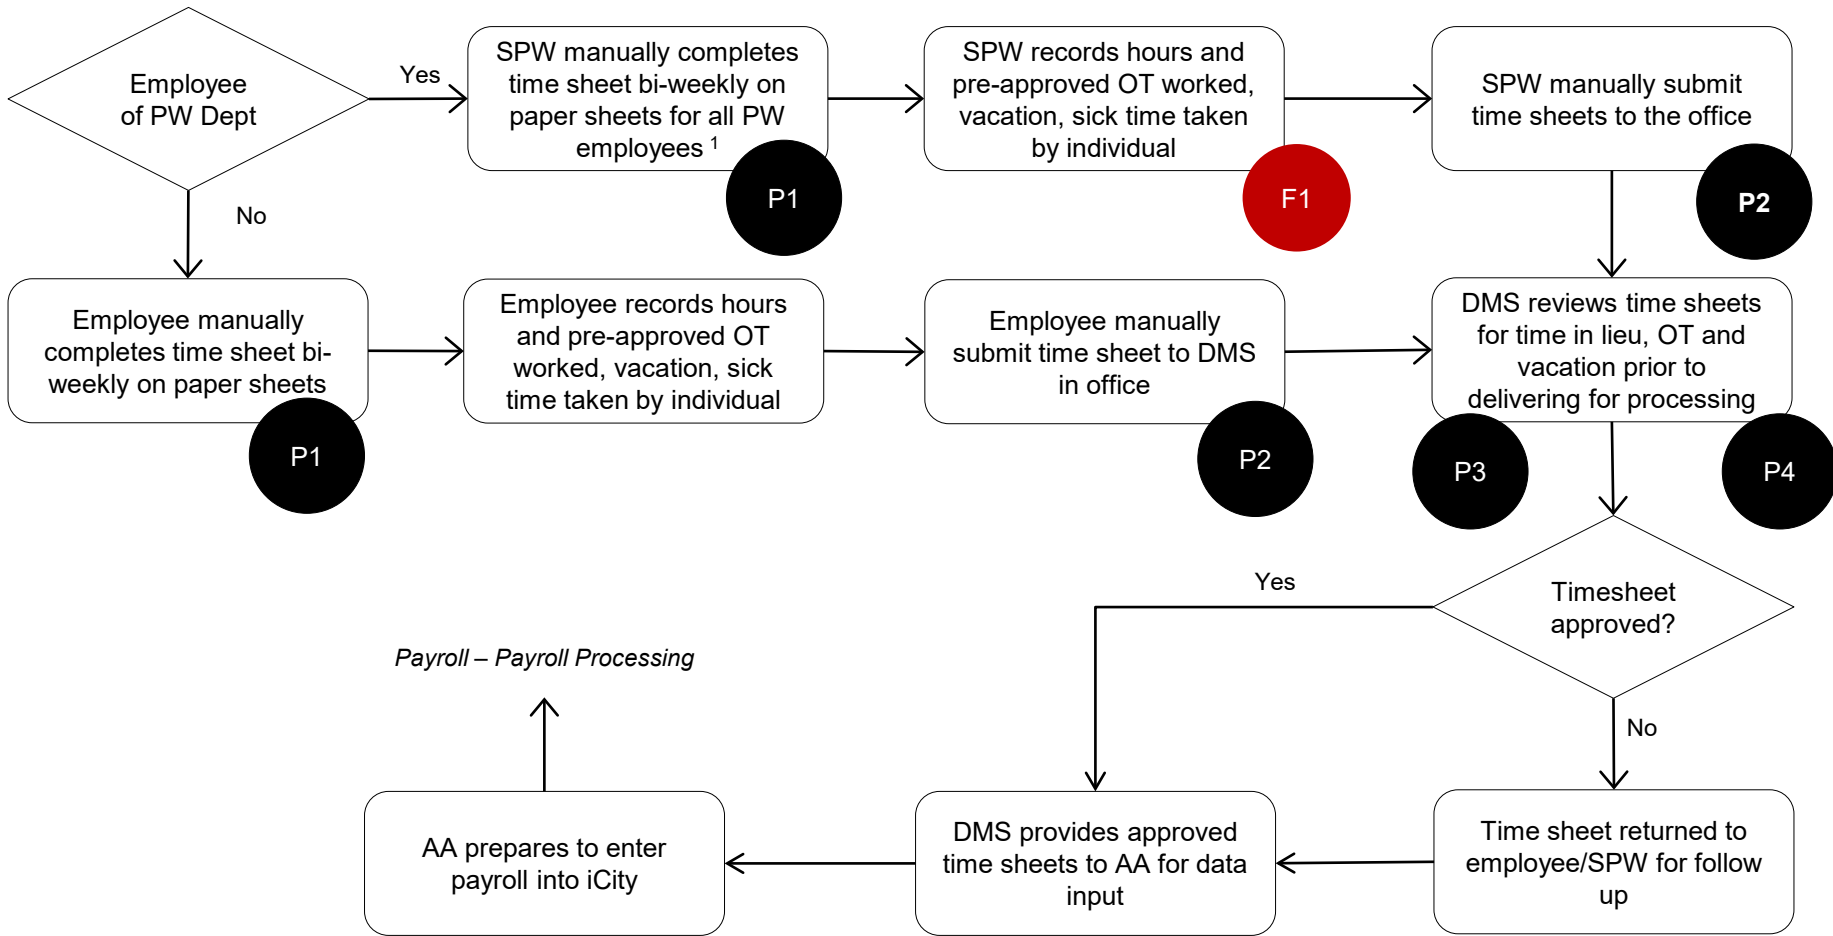 Employee
of PW Dept
Yes
SPW manually completes
time sheet bi-weekly on
paper sheets for all PW
employees 1
P1
SPW records hours and
pre-approved OT worked,
vacation, sick time taken
by individual
F1
SPW manually submit
time sheets to the office
P2
No
Employee manually
completes time sheet bi-
weekly on paper sheets
P1
Employee records hours
and pre-approved OT
worked, vacation, sick
time taken by individual
Employee manually
submit time sheet to DMS
in office
P2
DMS reviews time sheets
for time in lieu, OT and
vacation prior to
delivering for processing
P3
P4
Timesheet
approved?
Yes
No
Time sheet returned to
employee/SPW for follow
up
DMS provides approved
time sheets to AA for data
input
AA prepares to enter
payroll into iCity
Payroll – Payroll Processing